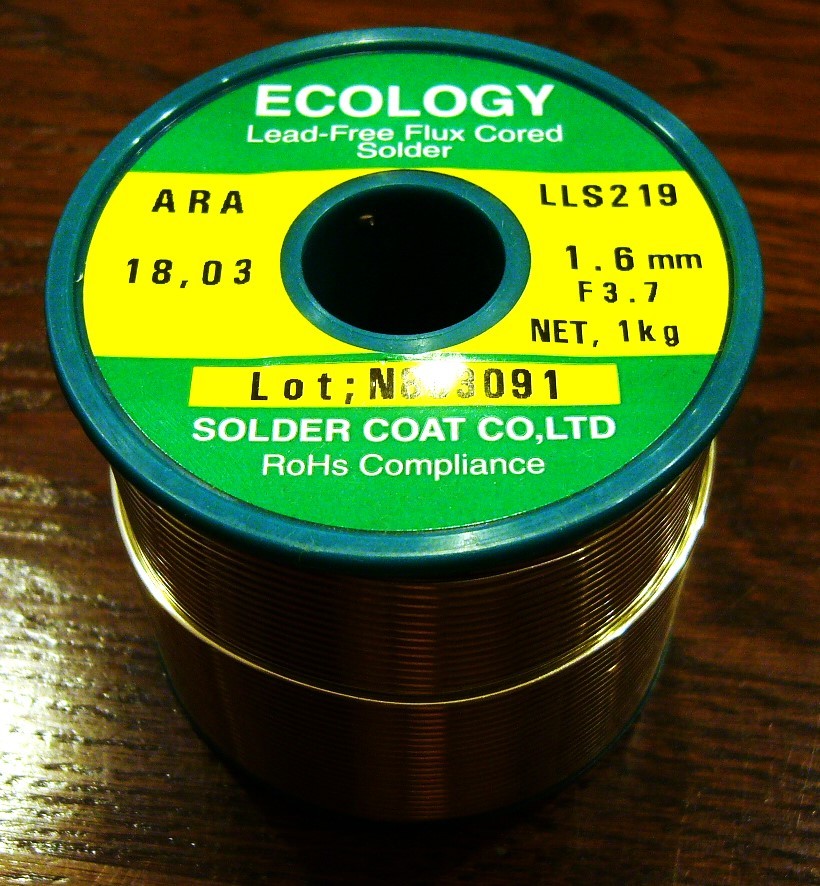 ECOLOGY
Lead-Free Flux Cored
Solder
ARA
LLS219
18,03
1.6 mm
F3.7
NET, 1kg
Lot;
SOLDER COAT CO,LTD
RoHs Compliance